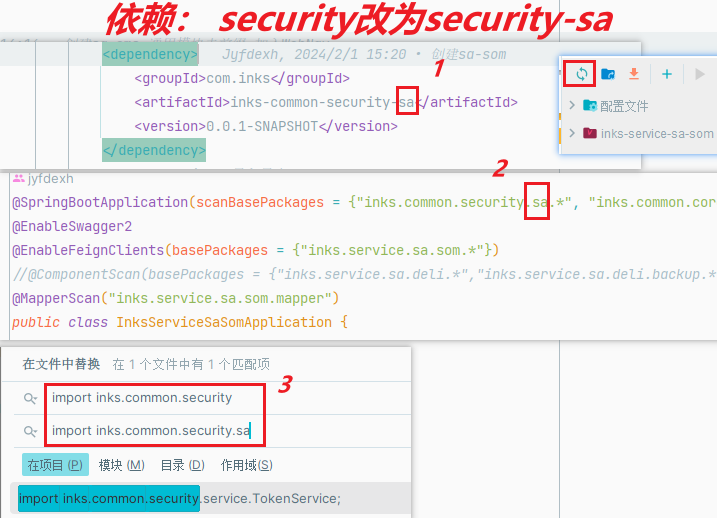 依赖： security改为security-sa
<dependency> Jyfdexh, 2024/2/1 15:20 • 创建sa-som
1
<groupId>com.inks</groupId>
<artifactId>inks-common-security-sa</artifactId>
<version>0.0.1-SNAPSHOT</version>
</dependency>
配置文件
inks-service-sa-som
2
jyfdexh
@SpringBootApplication(scanBasePackages = {"inks.common.security.sa.*", "inks.common.cor
@EnableSwagger2
@EnableFeignClients(basePackages = {"inks.service.sa.som.*"})
//@ComponentScan(basePackages = {"inks.service.sa.deli.*","inks.service.sa.deli.backup.*
@MapperScan("inks.service.sa.som.mapper")
public class InksServiceSaSomApplication {
在文件中替换 在 1 个文件中有 1 个匹配项
3
import inks.common.security
import inks.common.security.sa
在项目 (P) 模块 (M) 目录 (D) 作用域(S)
import inks.common.security.service.TokenService;